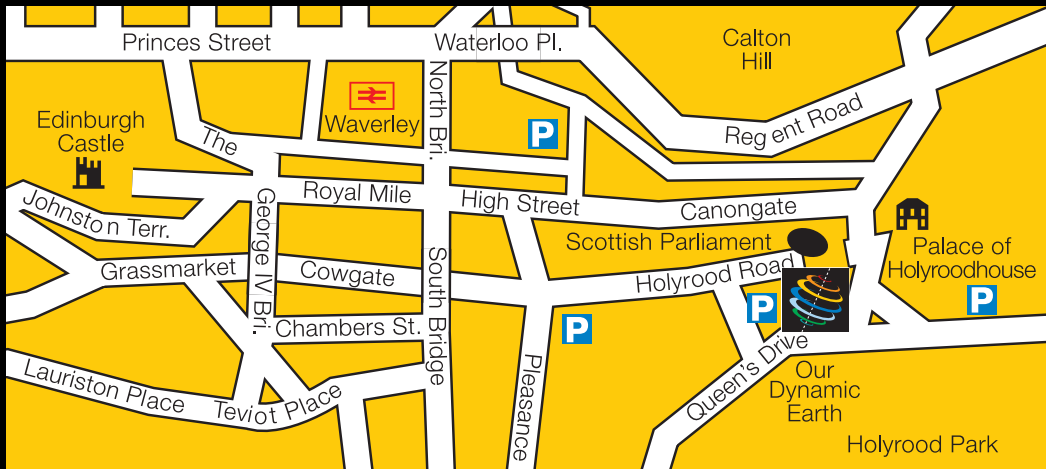 Princes Street
Waterloo Pl.
Calton
Hill
Regent Road
North Bri.
Waverley
P
Edinburgh
Castle
The
Royal Mile
High Street
Canongate
Johnston Terr.
George IV Bri.
Scottish Parliament
Palace of
Holyroodhouse
Grassmarket
Cowgate
South Bridge
Holyrood Road
P
P
P
Chambers St.
Pleasance
Queen's Drive
Our
Dynamic
Earth
Lauriston Place
Teviot Place
Holyrood Park